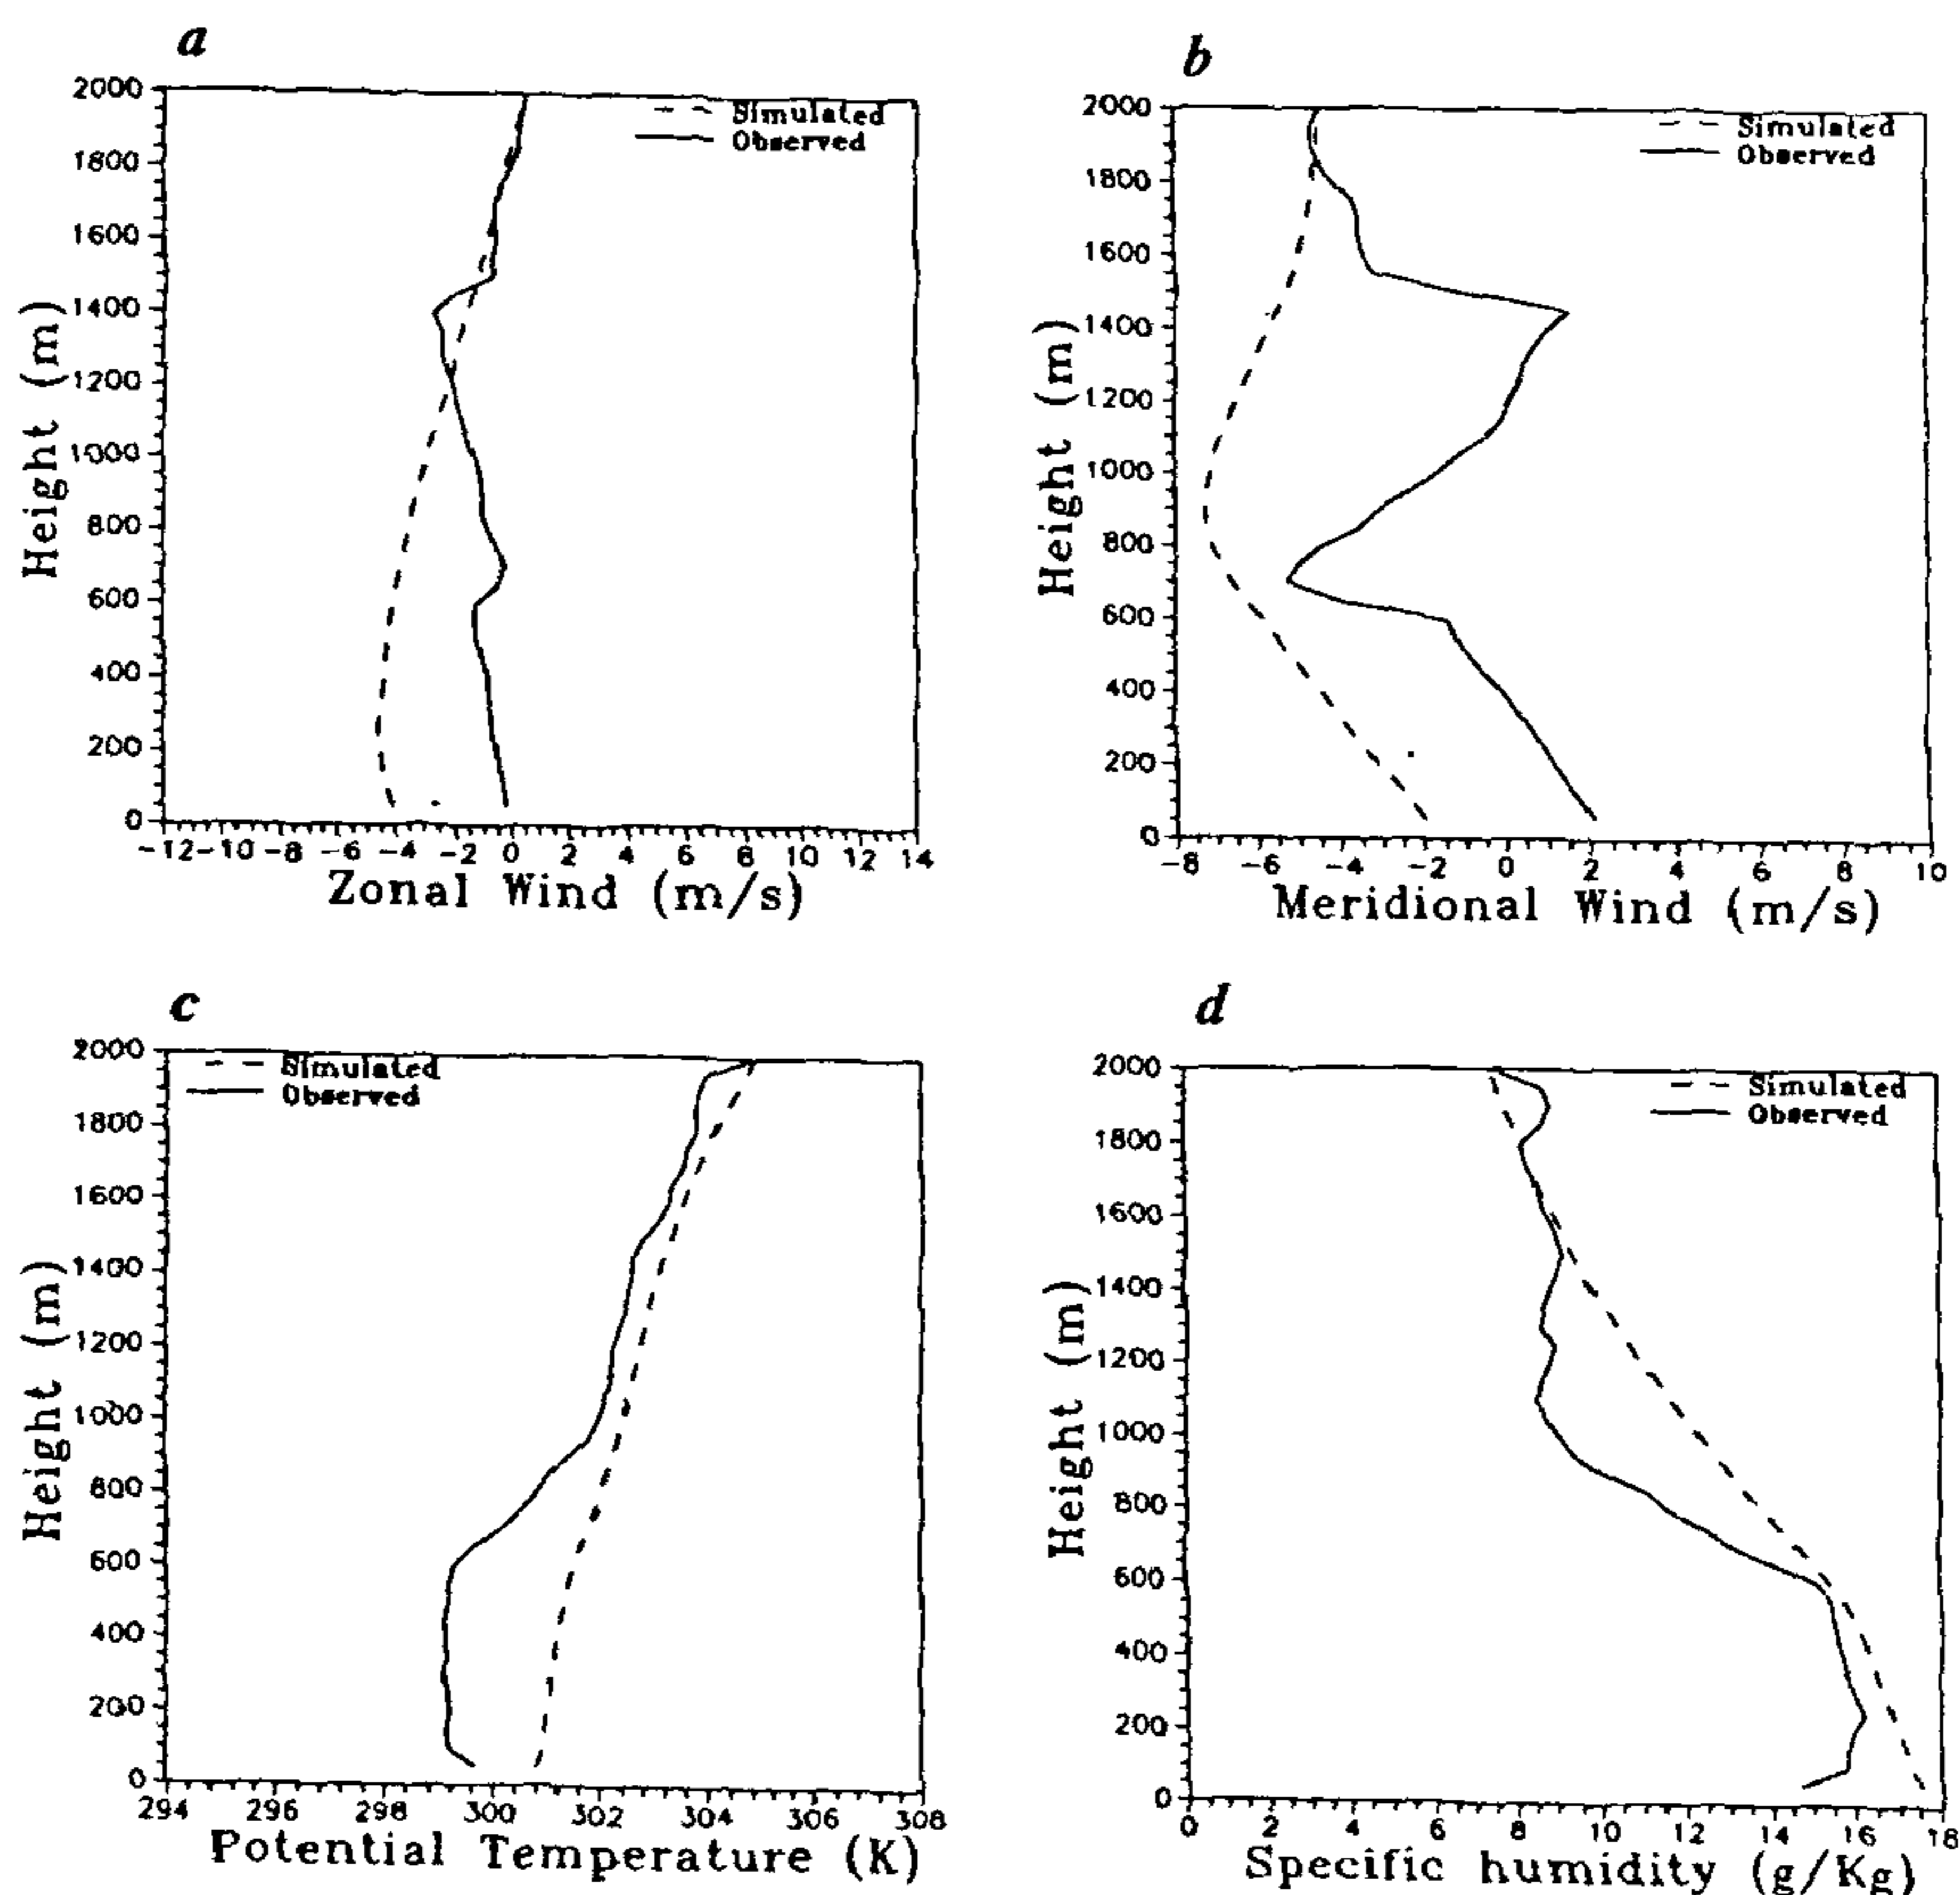 a
2000
1800
1600
1400
1200
1000
800
600
400
200
0
Height (m)
Simulated
Observed
-12 -10 -8 -6 -4 -2 0 2 4 6 8 10 12 14
Zonal Wind (m/s)
b
2000
1800
1600
1400
1200
1000
800
600
400
200
0
Height (m)
Simulated
Observed
-8 -6 -4 -2 0 2 4 6 8 10
Meridional Wind (m/s)
c
2000
1800
1600
1400
1200
1000
800
600
400
200
0
Height (m)
Simulated
Observed
294 296 298 300 302 304 306 308
Potential Temperature (K)
d
2000
1800
1600
1400
1200
1000
800
600
400
200
0
Height (m)
Simulated
Observed
0 2 4 6 8 10 12 14 16 18
Specific humidity (g/Kg)